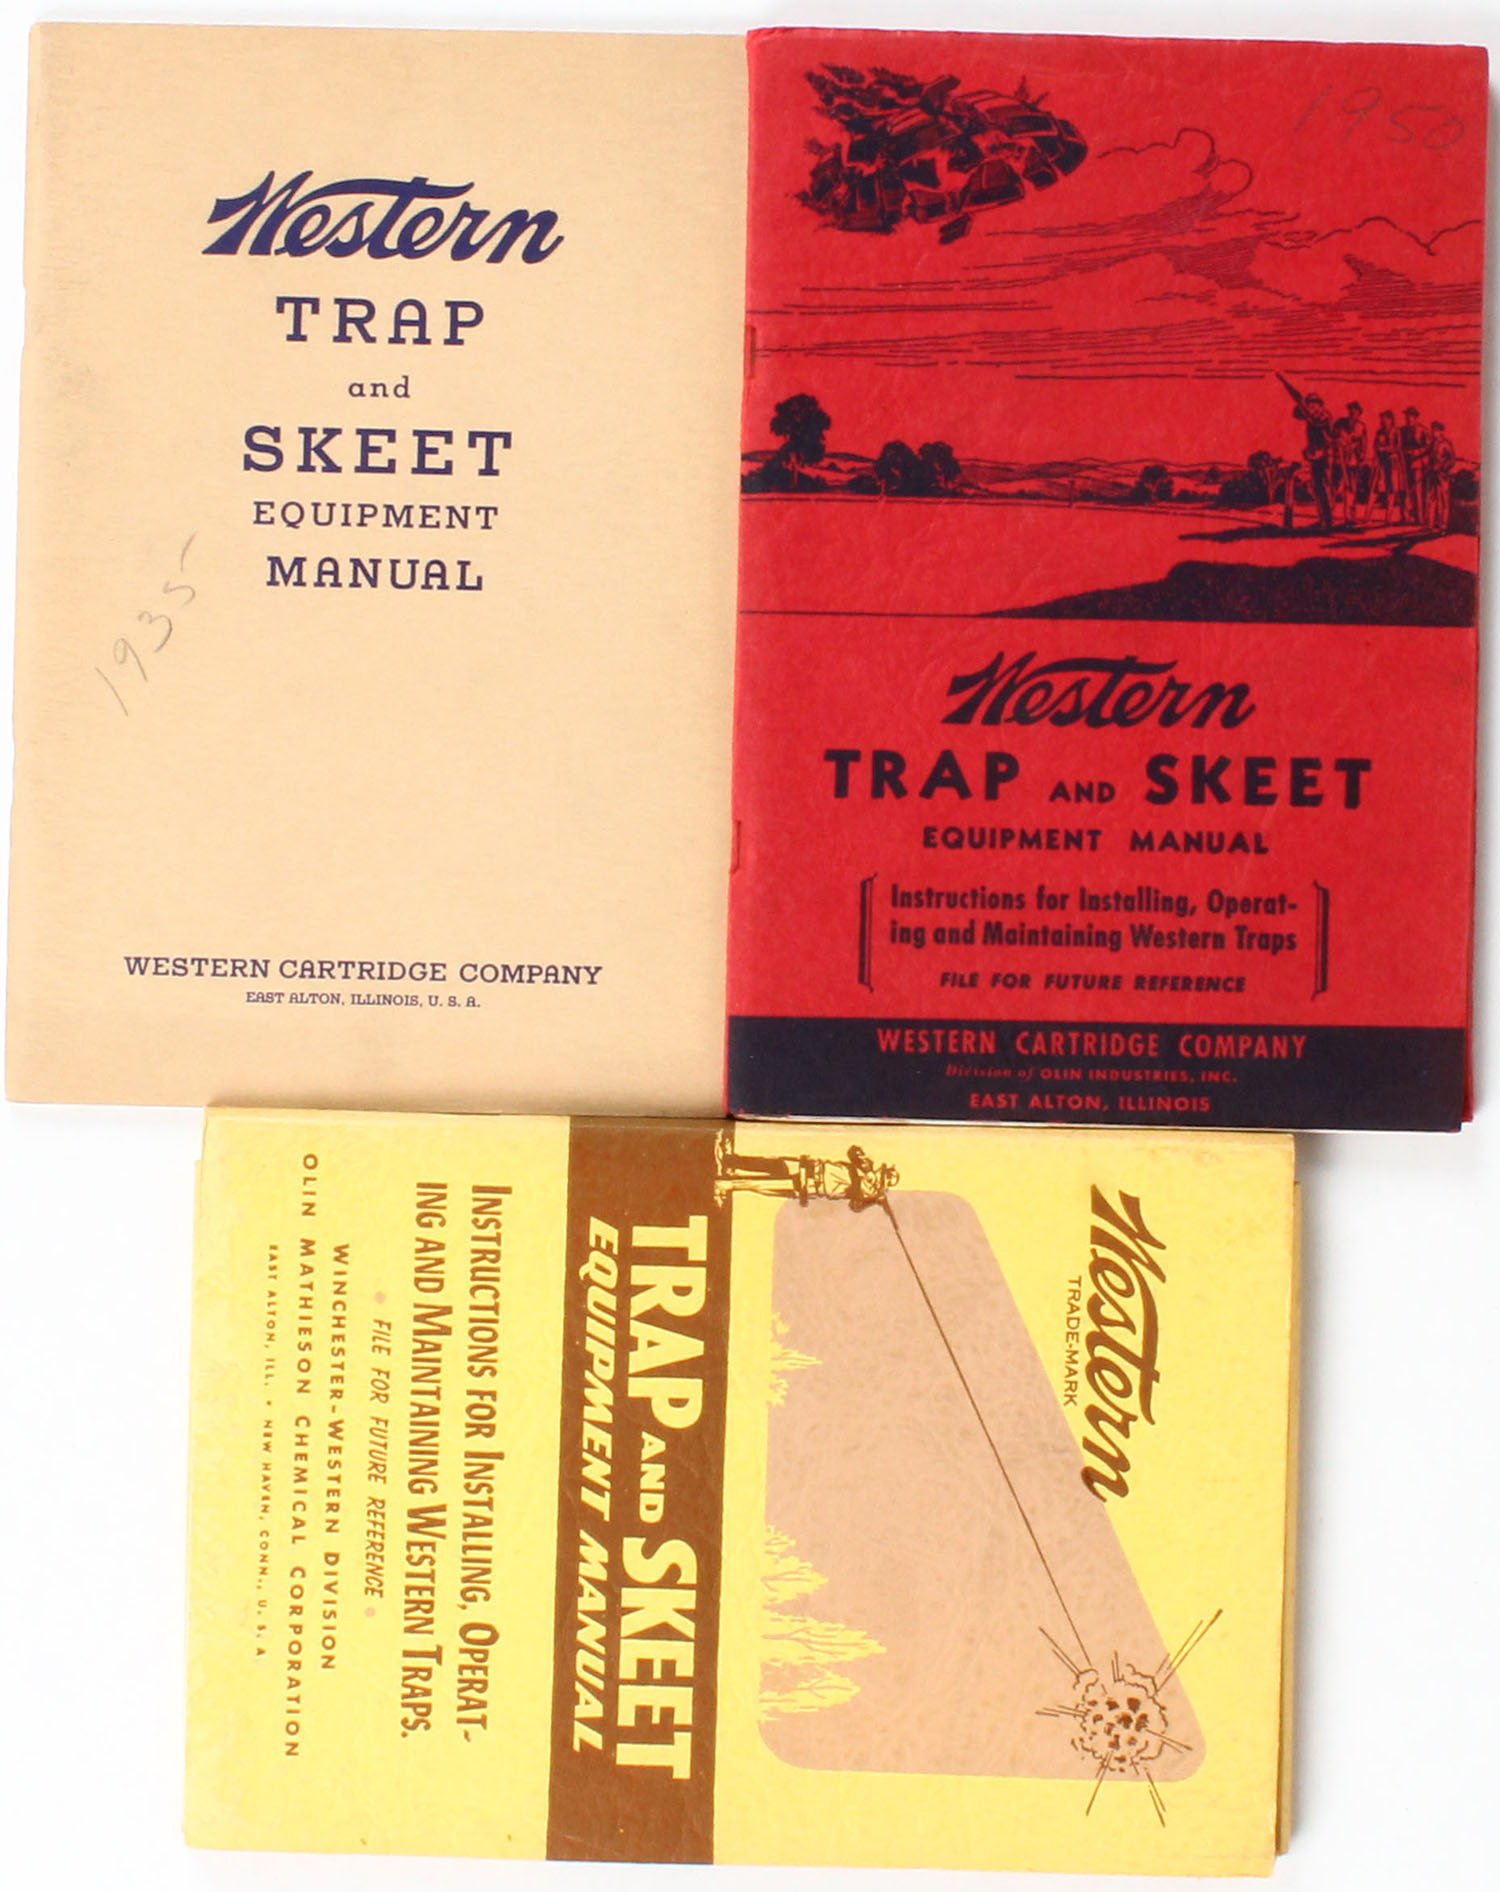 Western
TRAP
and
SKEET
EQUIPMENT
MANUAL
1935
WESTERN CARTRIDGE COMPANY
EAST ALTON, ILLINOIS, U. S. A.
1950
Western
TRAP AND SKEET
EQUIPMENT MANUAL
Instructions for Installing, Operat-
ing and Maintaining Western Traps
FILE FOR FUTURE REFERENCE
WESTERN CARTRIDGE COMPANY
Division of OLIN INDUSTRIES, INC.
EAST ALTON, ILLINOIS
Western
TRADE-MARK
TRAP AND SKEET
EQUIPMENT MANUAL
INSTRUCTIONS FOR INSTALLING, OPERAT-
ING AND MAINTAINING WESTERN TRAPS.
• FILE FOR FUTURE REFERENCE •
WINCHESTER-WESTERN DIVISION
OLIN MATHIESON CHEMICAL CORPORATION
EAST ALTON, ILL. • NEW HAVEN, CONN., U. S. A.